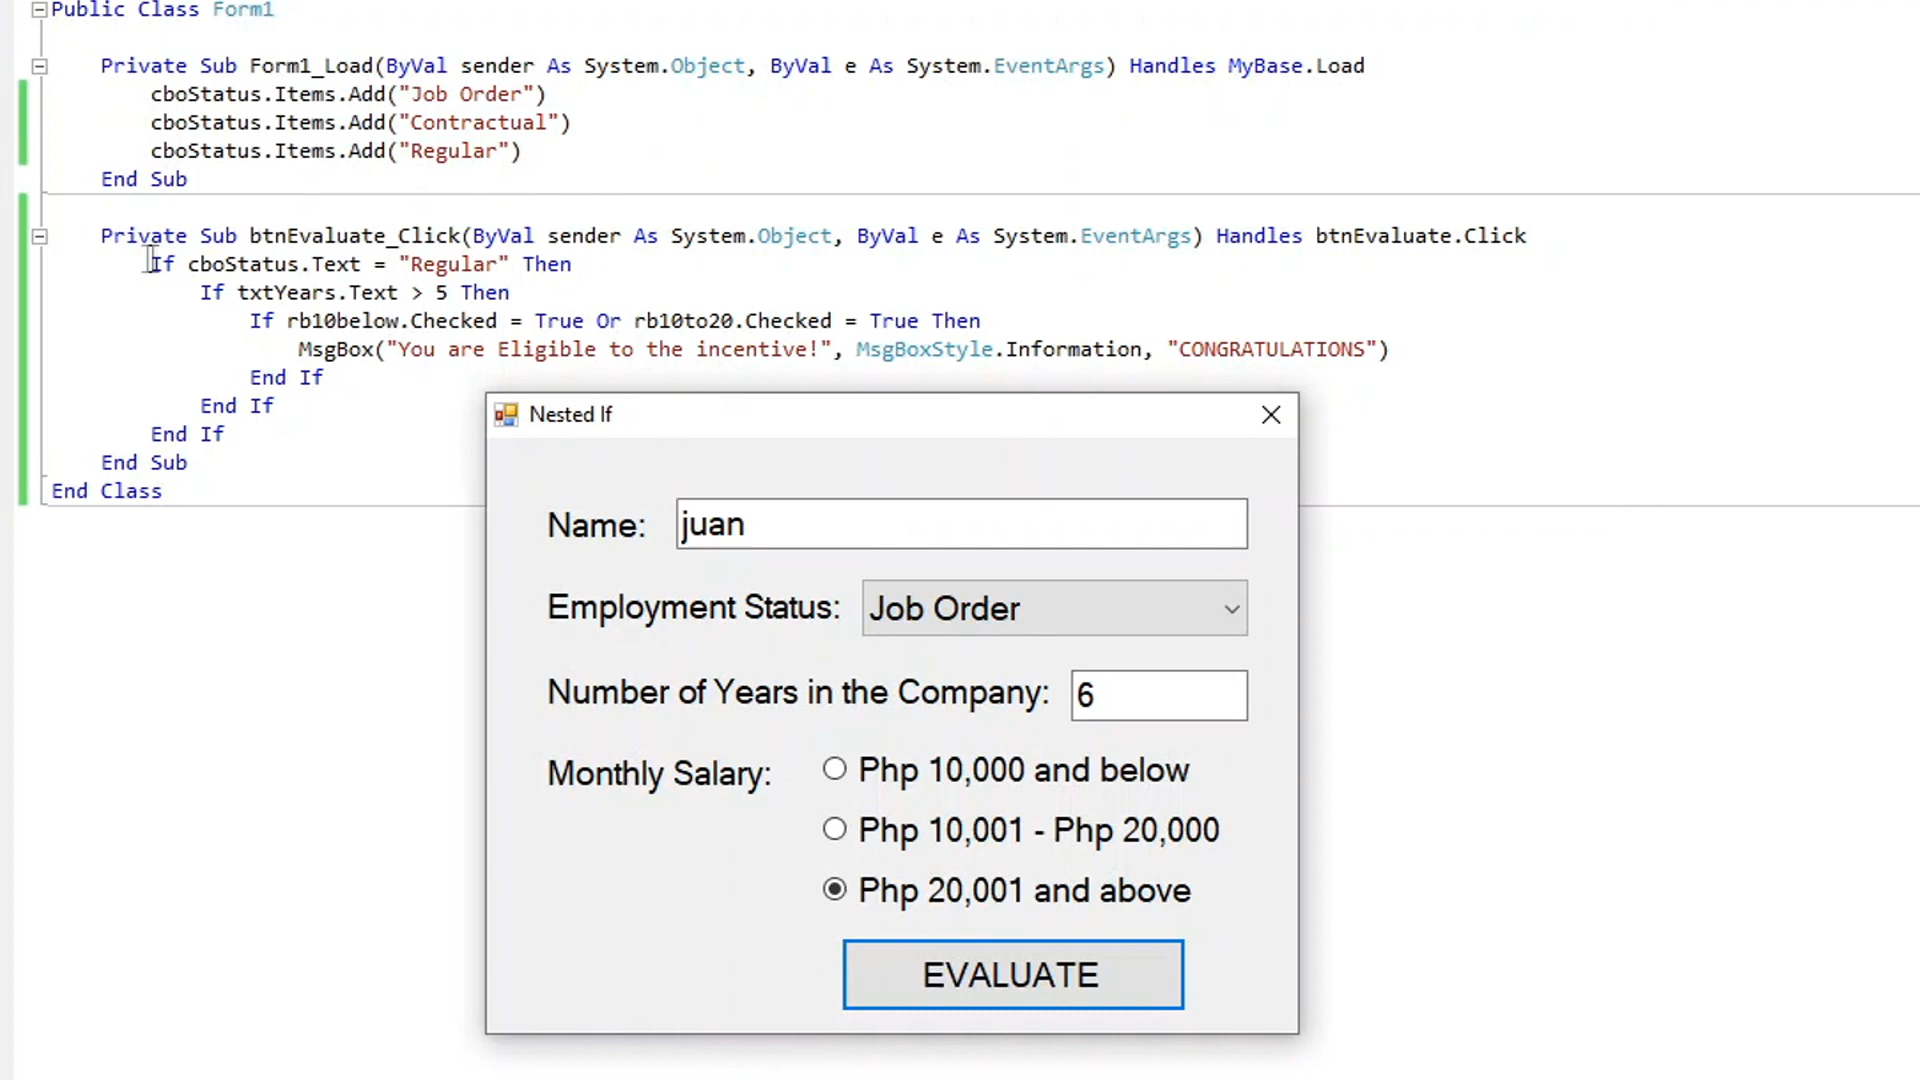 Public Class Form1
Private Sub Form1_Load(ByVal sender As System.Object, ByVal e As System.EventArgs) Handles MyBase.Load
cboStatus.Items.Add("Job Order")
cboStatus.Items.Add("Contractual")
cboStatus.Items.Add("Regular")
End Sub
Private Sub btnEvaluate_Click(ByVal sender As System.Object, ByVal e As System.EventArgs) Handles btnEvaluate.Click
If cboStatus.Text = "Regular" Then
If txtYears.Text > 5 Then
If rb10below.Checked = True Or rb10to20.Checked = True Then
MsgBox("You are Eligible to the incentive!", MsgBoxStyle.Information, "CONGRATULATIONS")
End If
End If
End If
End Sub
End Class
Nested If
Name: juan
Employment Status: Job Order
Number of Years in the Company: 6
Monthly Salary: Php 10,000 and below
Php 10,001 - Php 20,000
Php 20,001 and above
EVALUATE